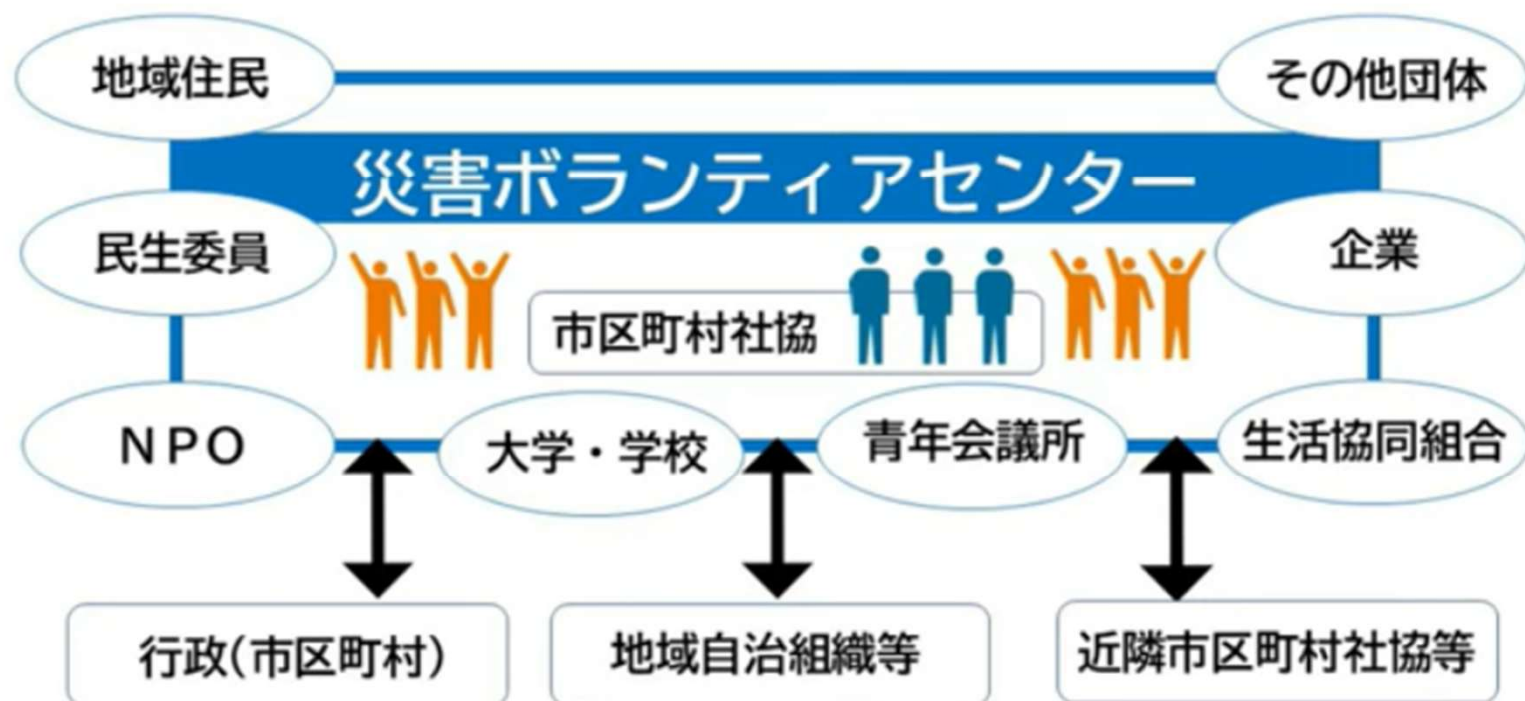 地域住民
その他団体
災害ボランティアセンター
民生委員
企業
市区町村社協
NPO
大学・学校
青年会議所
生活協同組合
行政(市区町村)
地域自治組織等
近隣市区町村社協等